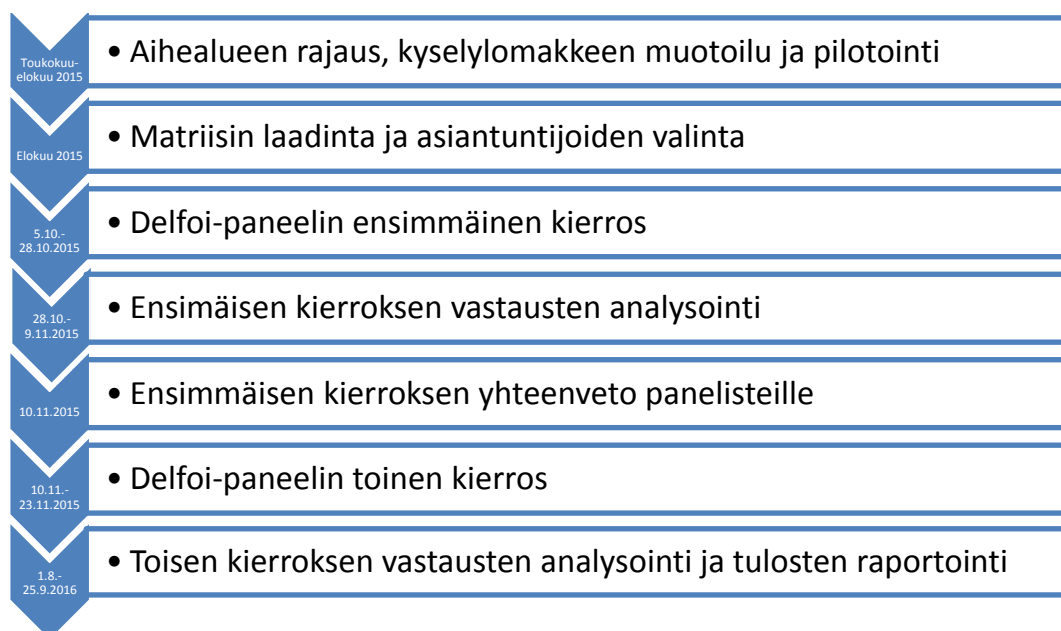 Toukokuu-
elokuu 2015
• Aihealueen rajaus, kyselylomakkeen muotoilu ja pilotointi
Elokuu 2015
• Matriisin laadinta ja asiantuntijoiden valinta
5.10.-
28.10.2015
• Delfoi-paneelin ensimmäinen kierros
28.10.-
9.11.2015
• Ensimäisen kierroksen vastausten analysointi
10.11.2015
• Ensimmäisen kierroksen yhteenveto panelisteille
10.11.-
23.11.2015
• Delfoi-paneelin toinen kierros
1.8.-
25.9.2016
• Toisen kierroksen vastausten analysointi ja tulosten raportointi